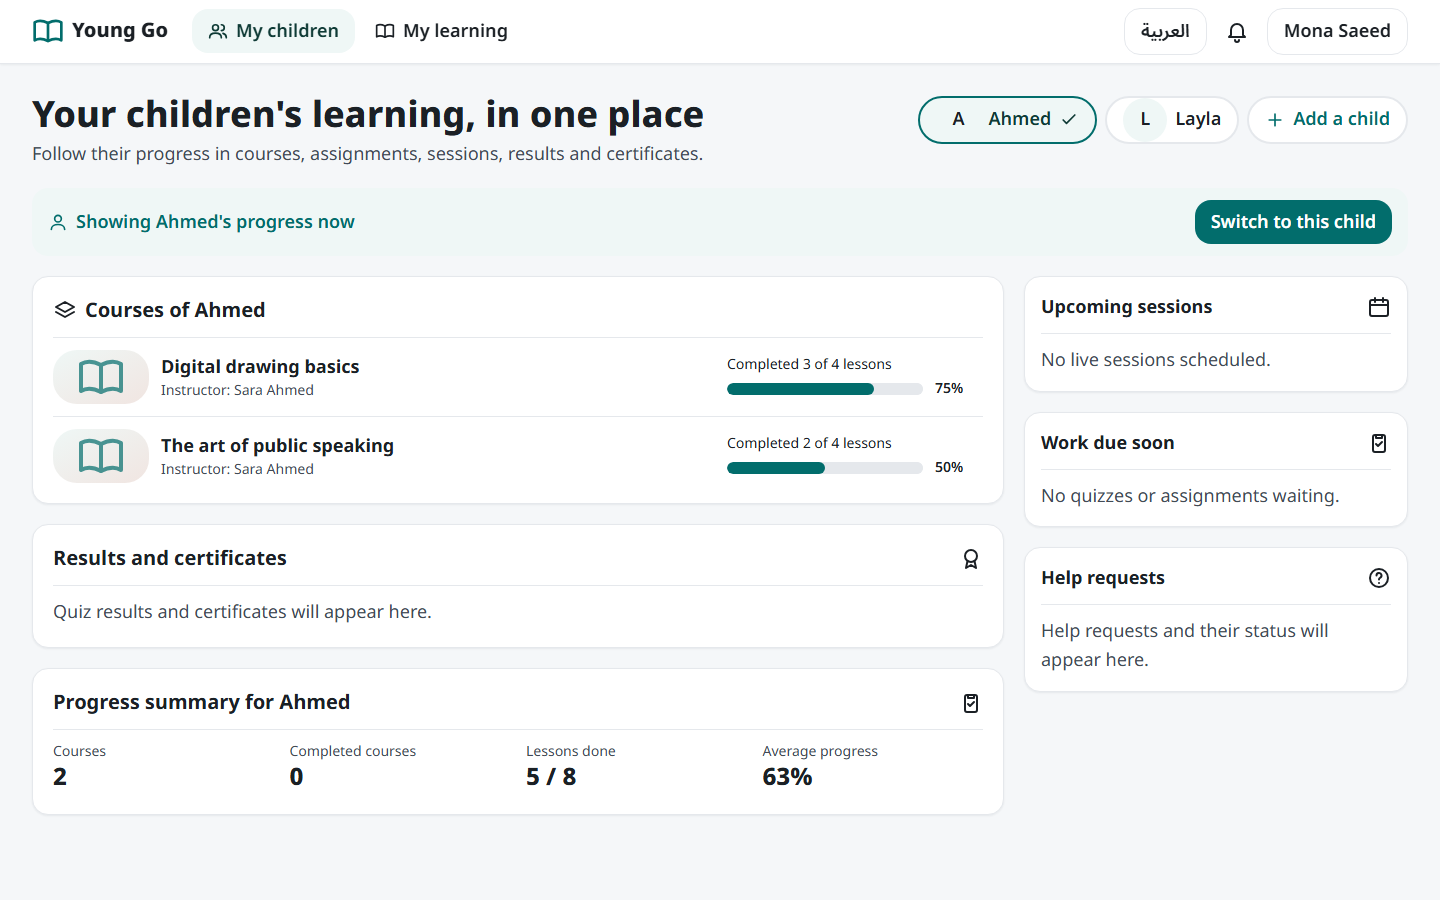 Young Go
My children
My learning
العربية
Mona Saeed
Your children's learning, in one place
Follow their progress in courses, assignments, sessions, results and certificates.
A Ahmed
L Layla
Add a child
Showing Ahmed's progress now
Switch to this child
Courses of Ahmed
Digital drawing basics
Instructor: Sara Ahmed
Completed 3 of 4 lessons
75%
The art of public speaking
Instructor: Sara Ahmed
Completed 2 of 4 lessons
50%
Results and certificates
Quiz results and certificates will appear here.
Progress summary for Ahmed
Courses
2
Completed courses
0
Lessons done
5 / 8
Average progress
63%
Upcoming sessions
No live sessions scheduled.
Work due soon
No quizzes or assignments waiting.
Help requests
Help requests and their status will
appear here.